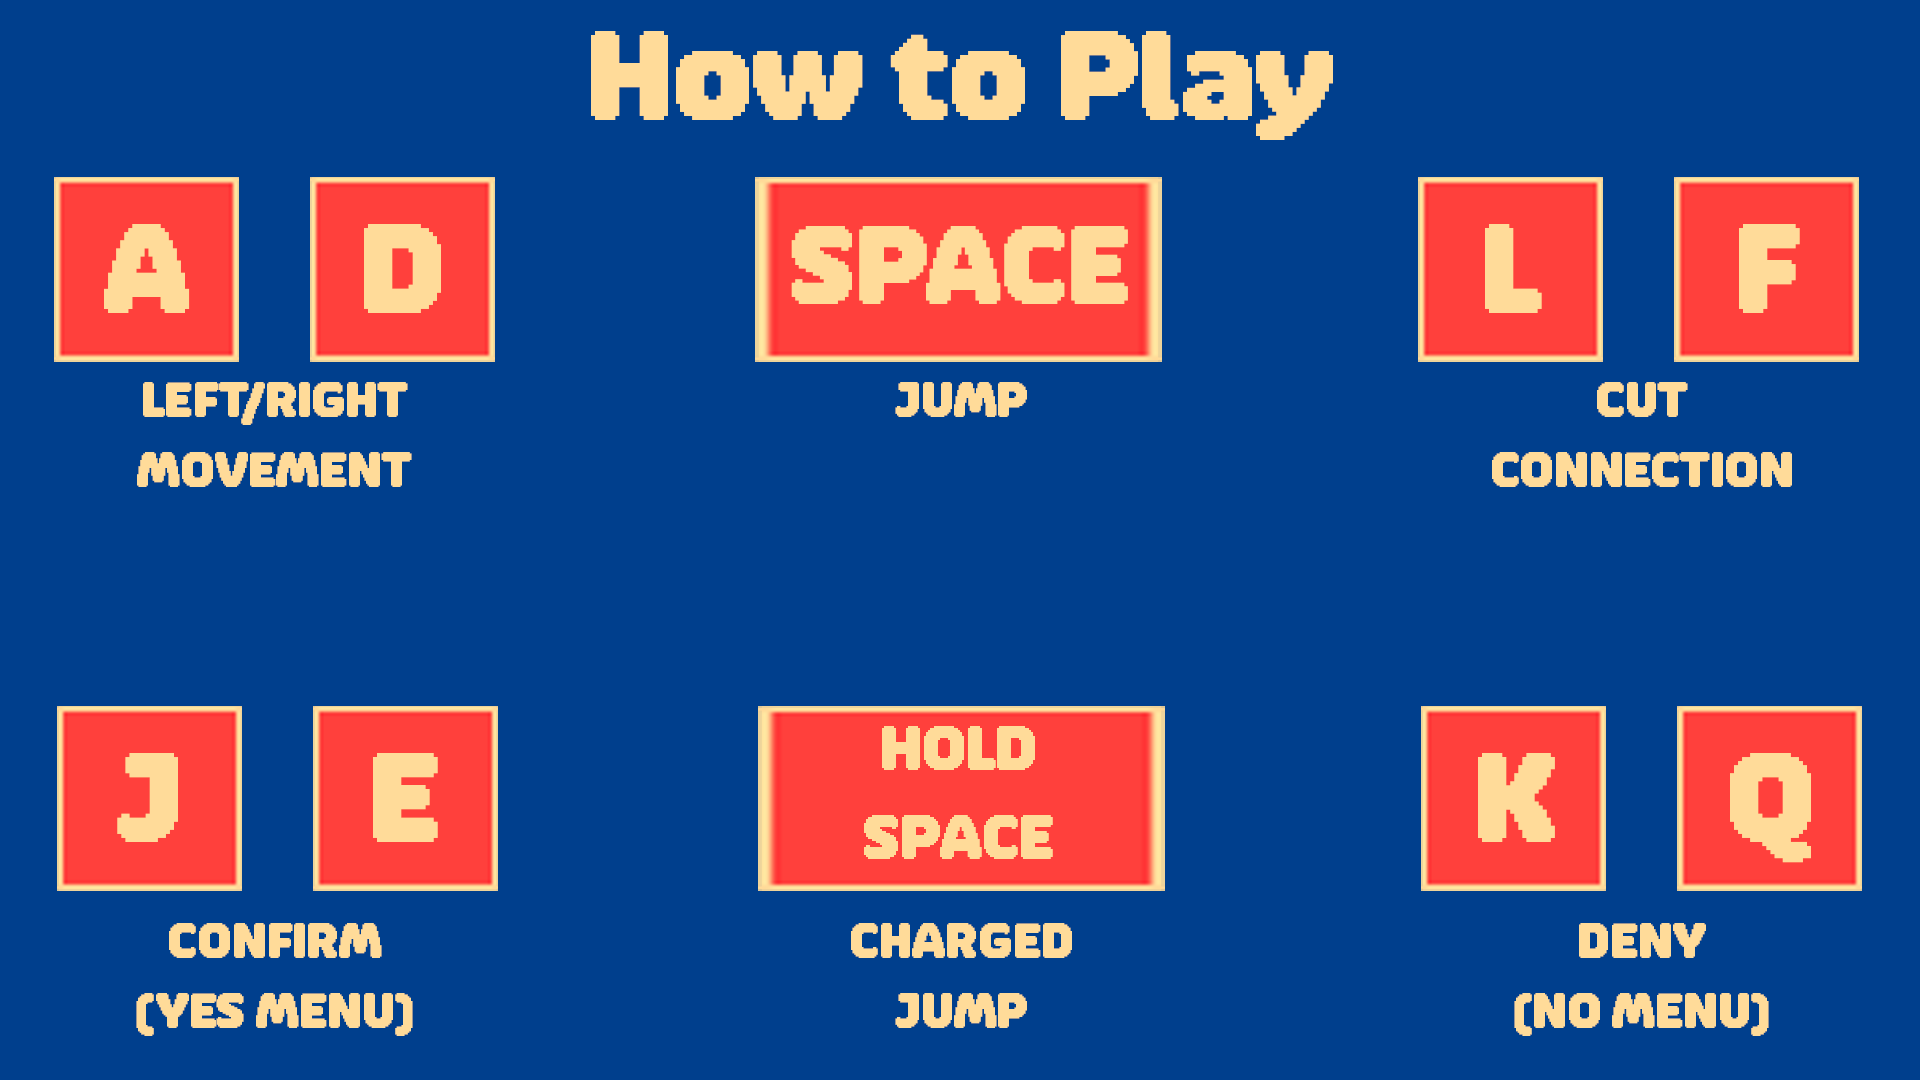 How to Play
A D SPACE L F
LEFT/RIGHT
MOVEMENT
JUMP
CUT
CONNECTION
J E HOLD
SPACE K Q
CONFIRM
(YES MENU)
CHARGED
JUMP
DENY
(NO MENU)